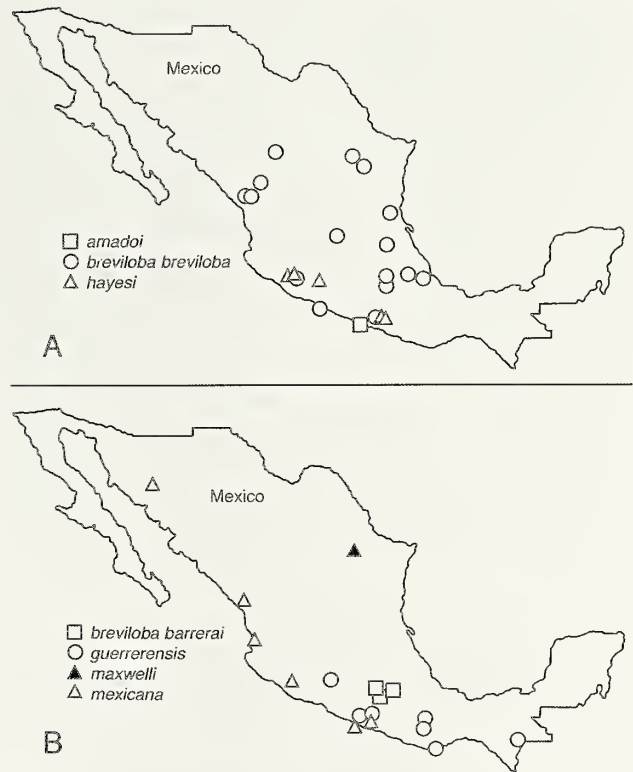 Mexico
amadoi
breviloba breviloba
hayesi
A
Mexico
breviloba barrerai
guerrerensis
maxwelli
mexicana
B